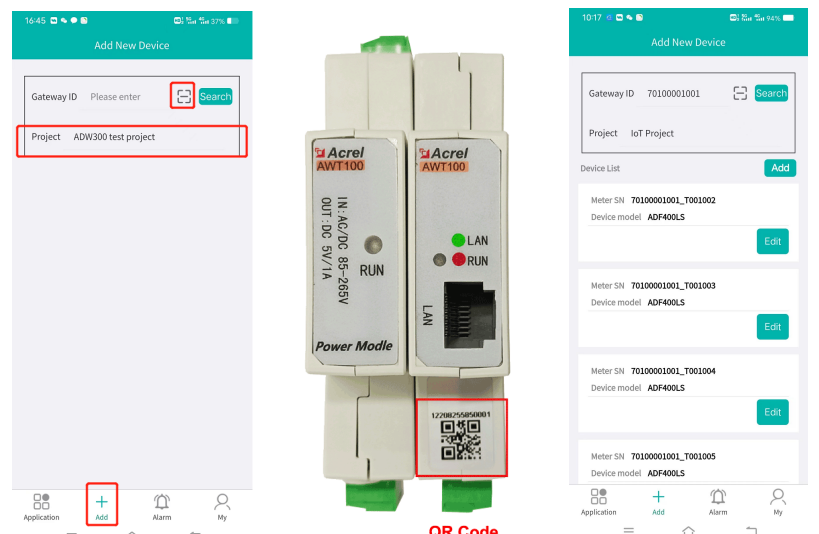 16:45
37%
Add New Device
Gateway ID Please enter Search
Project ADW300 test project
Application Add Alarm My
Acrel
AWT100
IN:AC/DC 85-265V
OUT:DC 5V/1A
RUN
Power Modle
Acrel
AWT100
LAN
RUN
LAN
12208255850001
QR Code
10:17
94%
Add New Device
Gateway ID 70100001001 Search
Project IoT Project
Device List Add
Meter SN 70100001001_T001002
Device model ADF400LS
Edit
Meter SN 70100001001_T001003
Device model ADF400LS
Edit
Meter SN 70100001001_T001004
Device model ADF400LS
Edit
Meter SN 70100001001_T001005
Device model ADF400LS
Application Add Alarm My